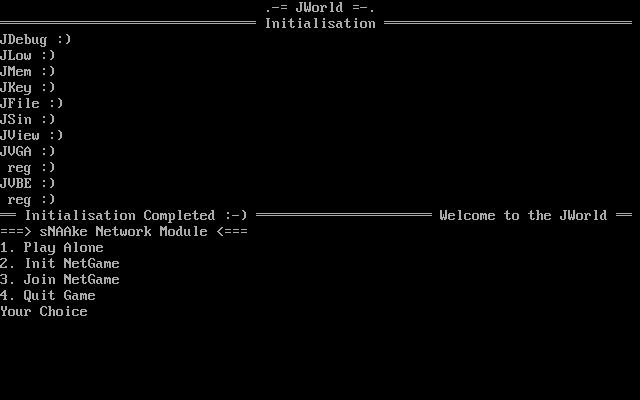 .-= JWorld =-.
Initialisation
JDebug :)
JLow :)
JMem :)
JKey :)
JFile :)
JSin :)
JView :)
JVGA :)
reg :)
JVBE :)
reg :)
Initialisation Completed :-) Welcome to the JWorld
===> sNAAke Network Module <===
1. Play Alone
2. Init NetGame
3. Join NetGame
4. Quit Game
Your Choice